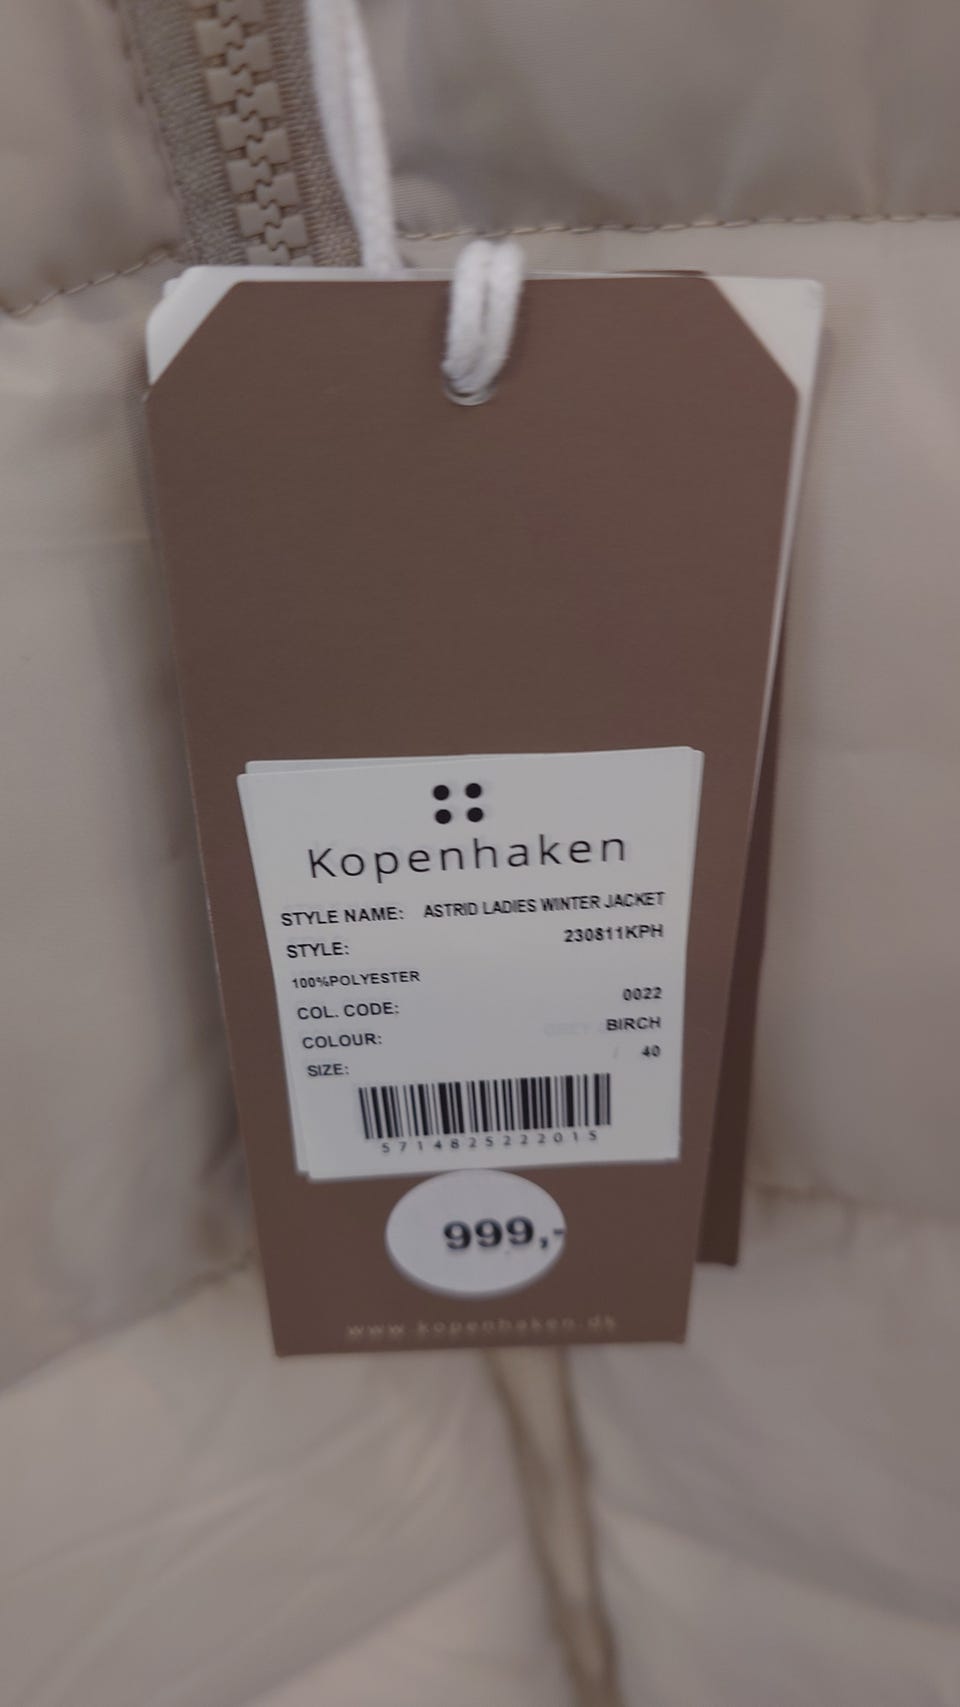 Kopenhaken
STYLE NAME: ASTRID LADIES WINTER JACKET
STYLE: 230811KPH
100%POLYESTER
COL. CODE: 0022
COLOUR: BIRCH
SIZE: 40
5714825222015
999,-
www.kopenhaken.dk